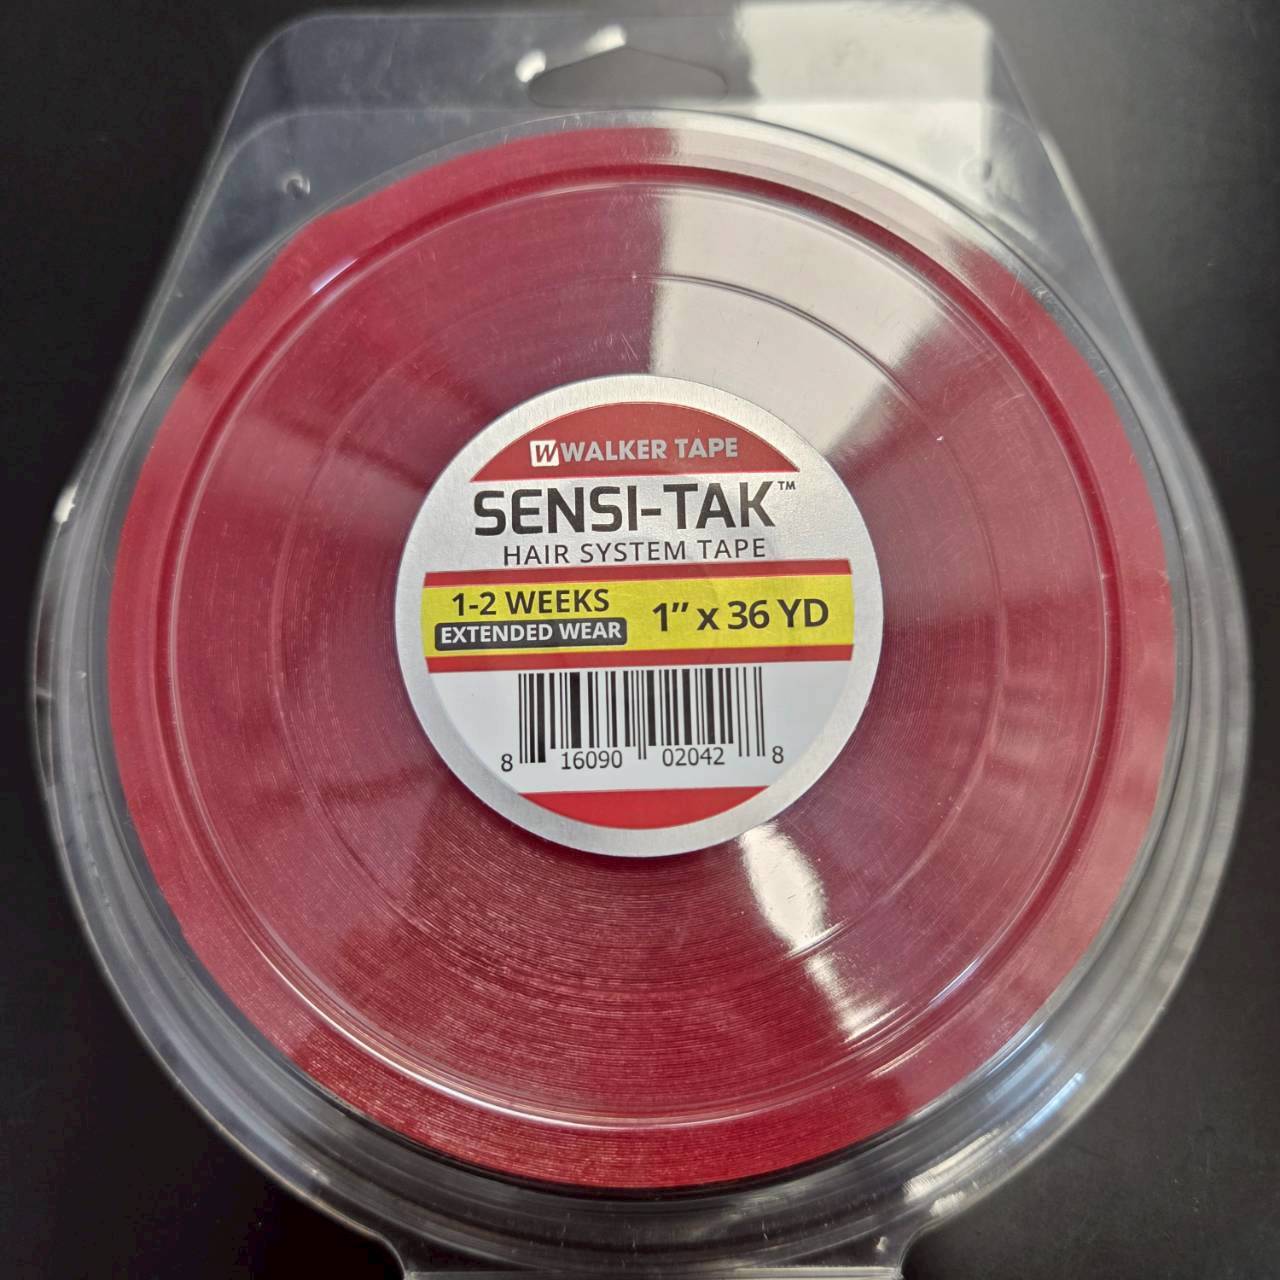 W WALKER TAPE
SENSI-TAK™
HAIR SYSTEM TAPE
1-2 WEEKS
EXTENDED WEAR
1" x 36 YD
8 16090 02042 8